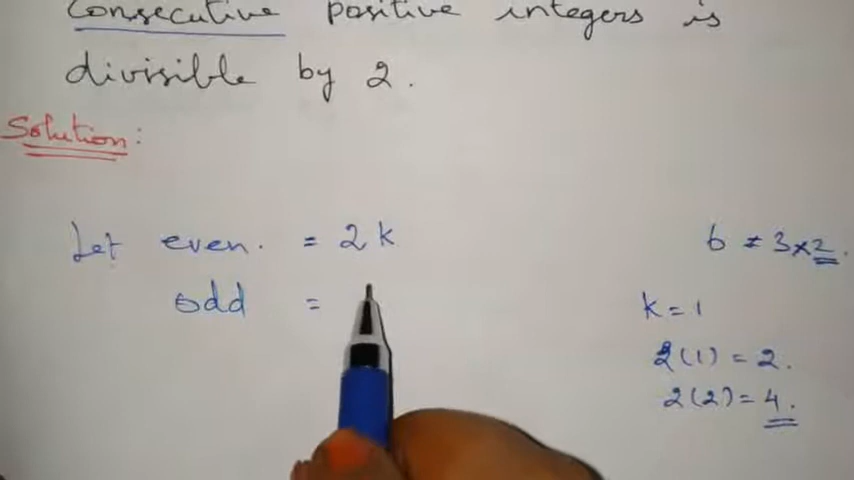 Consecutive positive integers is
divisible by 2.
Solution:
Let even. = 2k
odd =
6 = 3×2.
k = 1
2(1) = 2.
2(2) = 4.